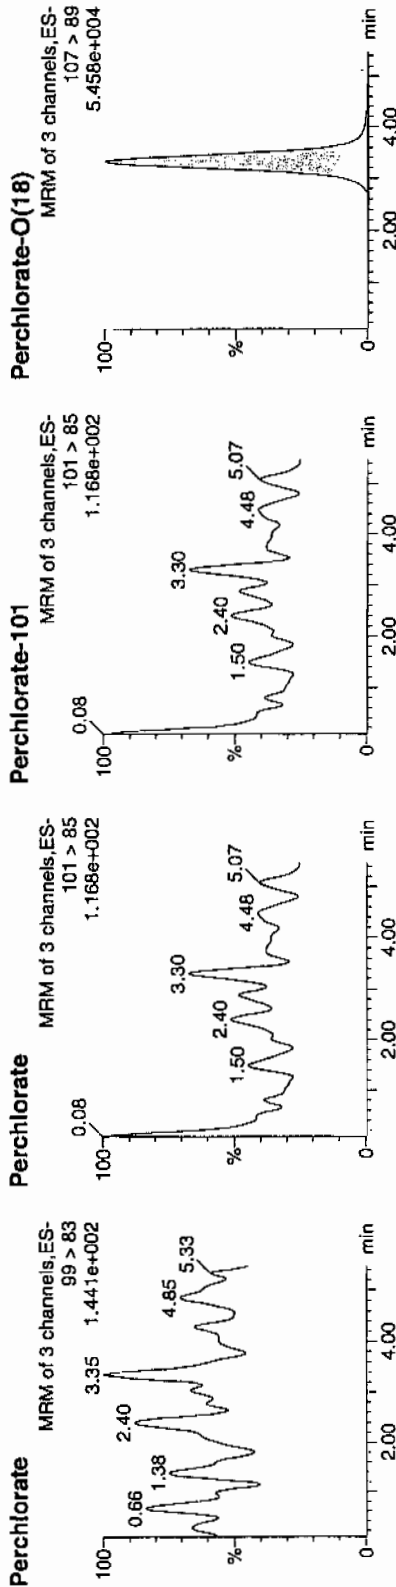 Perchlorate
MRM of 3 channels,ES-
99 > 83
1.441e+002
100
%
0
0.66
1.38
2.40
3.35
4.85
5.33
2.00
4.00
min
Perchlorate
MRM of 3 channels,ES-
101 > 85
1.168e+002
100
%
0
0.08
1.50
2.40
3.30
4.48
5.07
2.00
4.00
min
Perchlorate-101
MRM of 3 channels,ES-
101 > 85
1.168e+002
100
%
0
0.08
1.50
2.40
3.30
4.48
5.07
2.00
4.00
min
Perchlorate-O(18)
MRM of 3 channels,ES-
107 > 89
5.458e+004
100
%
0
2.00
4.00
min